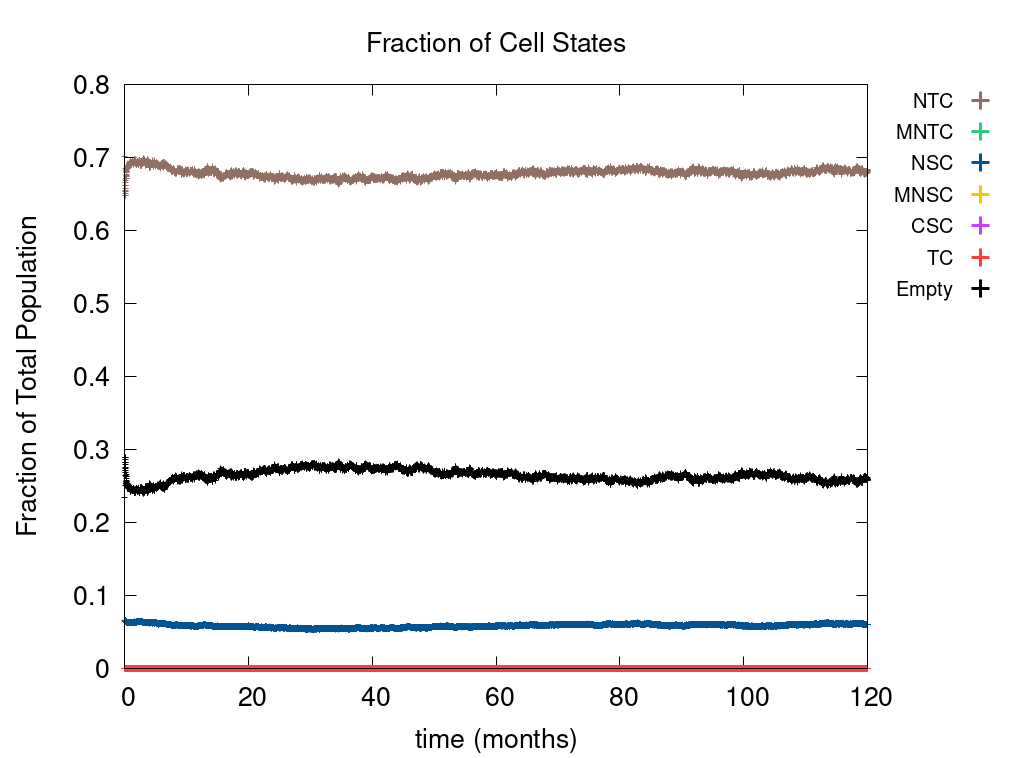 Fraction of Cell States
Fraction of Total Population
0.8
0.7
0.6
0.5
0.4
0.3
0.2
0.1
0
0 20 40 60 80 100 120
time (months)
NTC
MNTC
NSC
MNSC
CSC
TC
Empty